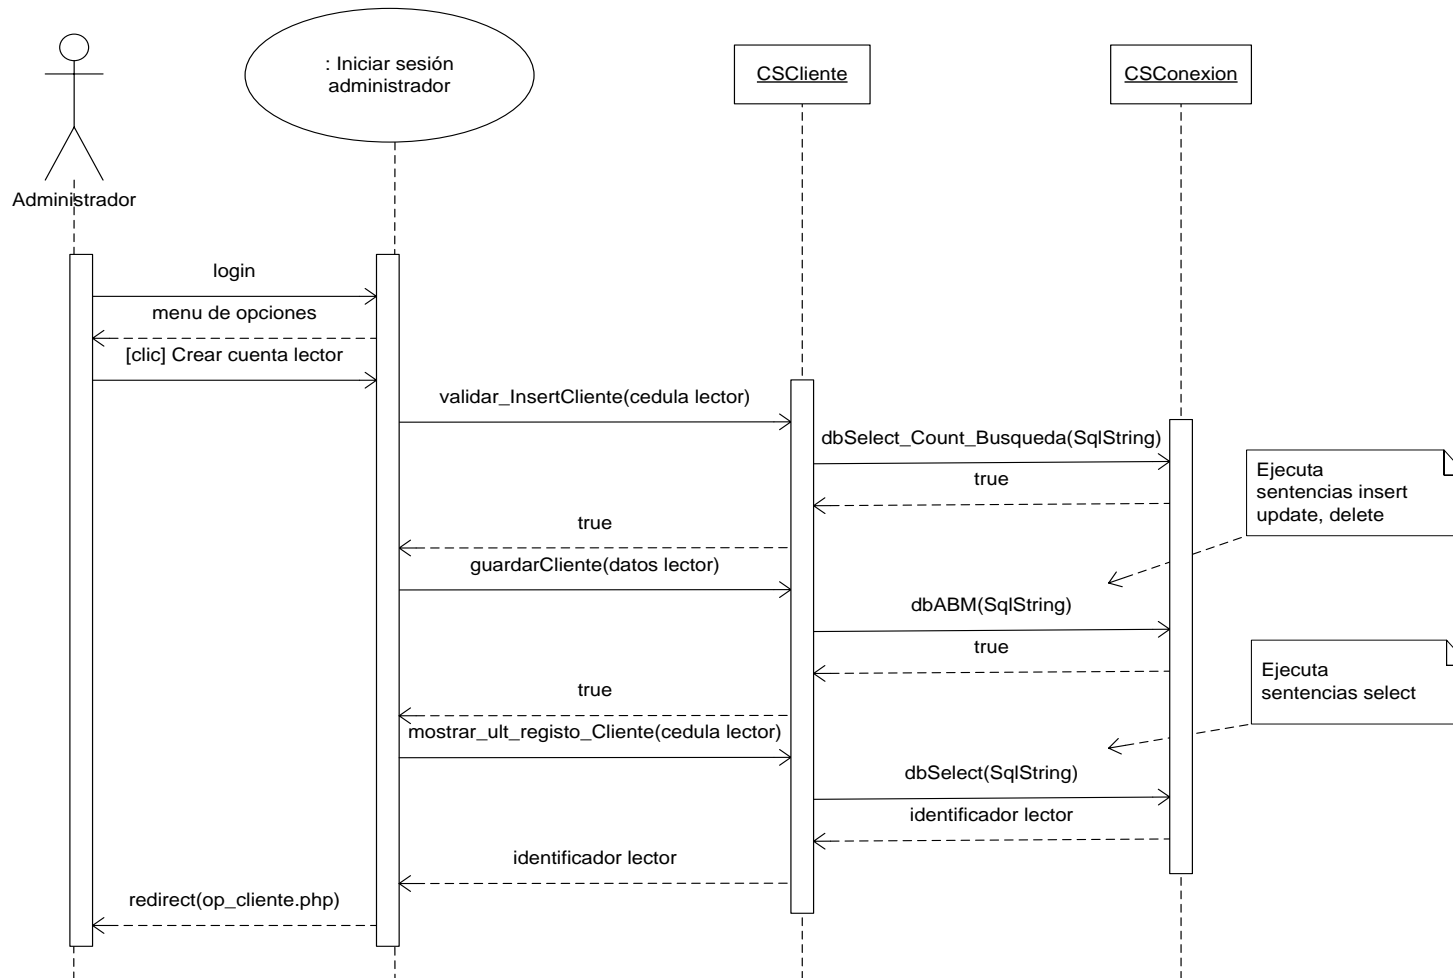 : Iniciar sesión
administrador
CSCliente
CSConexion
Administrador
login
menu de opciones
[clic] Crear cuenta lector
validar_InsertCliente(cedula lector)
dbSelect_Count_Busqueda(SqlString)
true
Ejecuta
sentencias insert
update, delete
true
guardarCliente(datos lector)
dbABM(SqlString)
true
Ejecuta
sentencias select
true
mostrar_ult_registo_Cliente(cedula lector)
dbSelect(SqlString)
identificador lector
identificador lector
redirect(op_cliente.php)